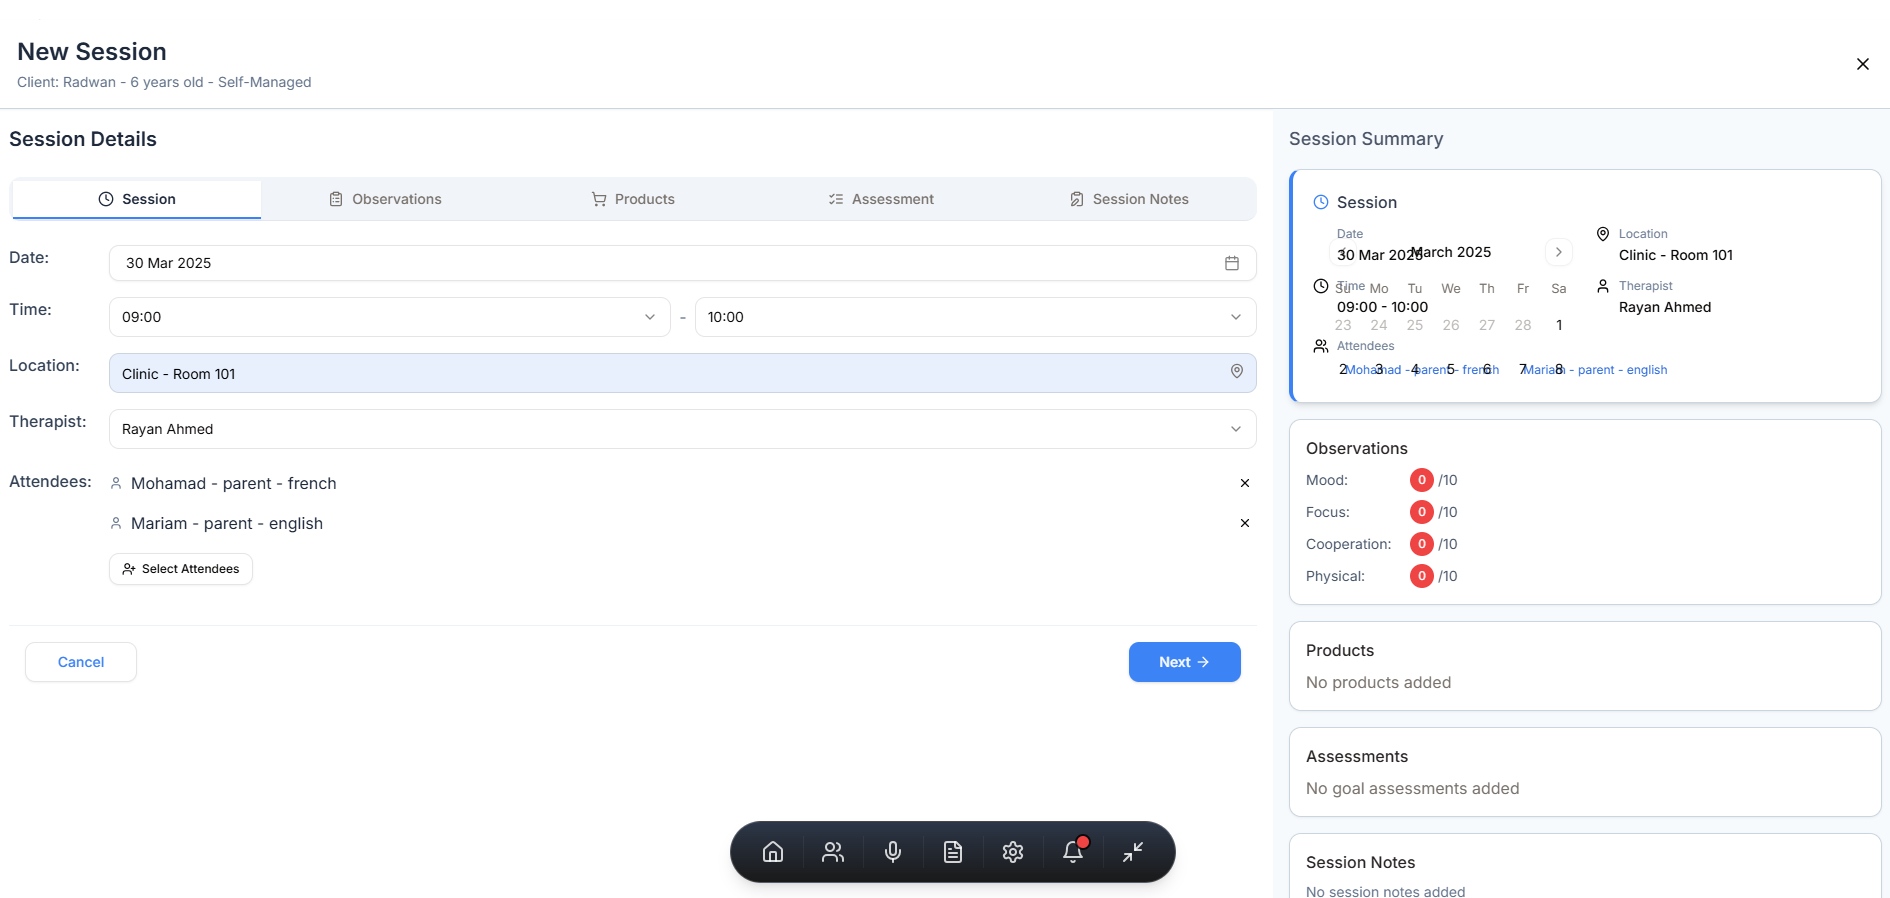 New Session
Client: Radwan - 6 years old - Self-Managed
Session Details
Session
Observations
Products
Assessment
Session Notes
Date:
30 Mar 2025
Time:
09:00
-
10:00
Location:
Clinic - Room 101
Therapist:
Rayan Ahmed
Attendees:
Mohamad - parent - french
Mariam - parent - english
Select Attendees
Cancel
Next
Session Summary
Session
Date
30 Mar 2025
Location
Clinic - Room 101
Time
09:00 - 10:00
Therapist
Rayan Ahmed
Attendees
Mohamad - parent - french
Mariam - parent - english
March 2025
Su Mo Tu We Th Fr Sa
23 24 25 26 27 28 1
2 3 4 5 6 7 8
Observations
Mood: 0 /10
Focus: 0 /10
Cooperation: 0 /10
Physical: 0 /10
Products
No products added
Assessments
No goal assessments added
Session Notes
No session notes added